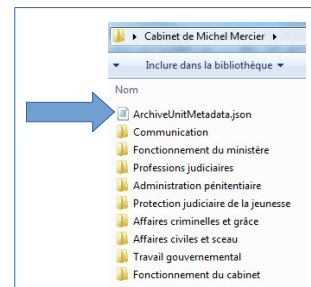 Cabinet de Michel Mercier
Inclure dans la bibliothèque
Nom
ArchiveUnitMetadata.json
Communication
Fonctionnement du ministère
Professions judiciaires
Administration pénitentiaire
Protection judiciaire de la jeunesse
Affaires criminelles et grâce
Affaires civiles et sceau
Travail gouvernemental
Fonctionnement du cabinet